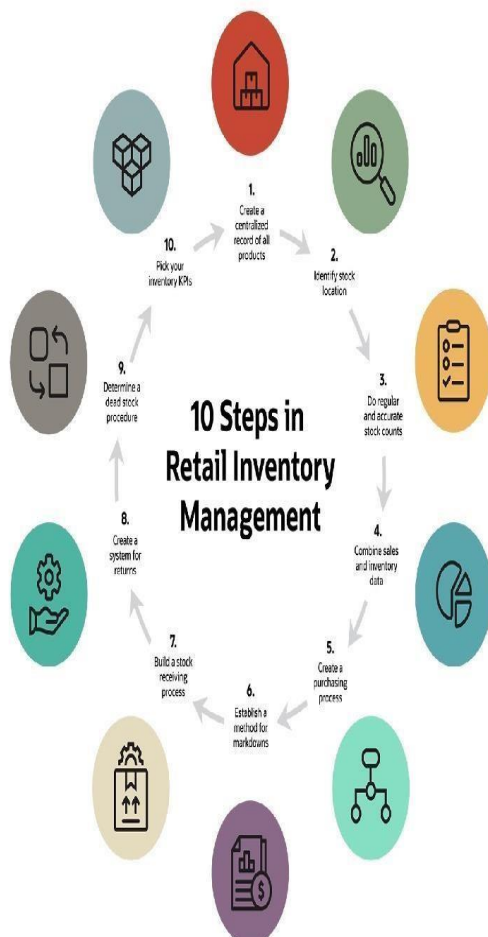 1.
Create a
centralized
record of all
products
2.
Identify stock
location
3.
Do regular
and accurate
stock counts
4.
Combine sales
and inventory
data
5.
Create a
purchasing
process
6.
Establish a
method for
markdowns
7.
Build a stock
receiving
process
8.
Create a
system for
returns
9.
Determine a
dead stock
procedure
10.
Pick your
inventory KPIs
10 Steps in
Retail Inventory
Management
$